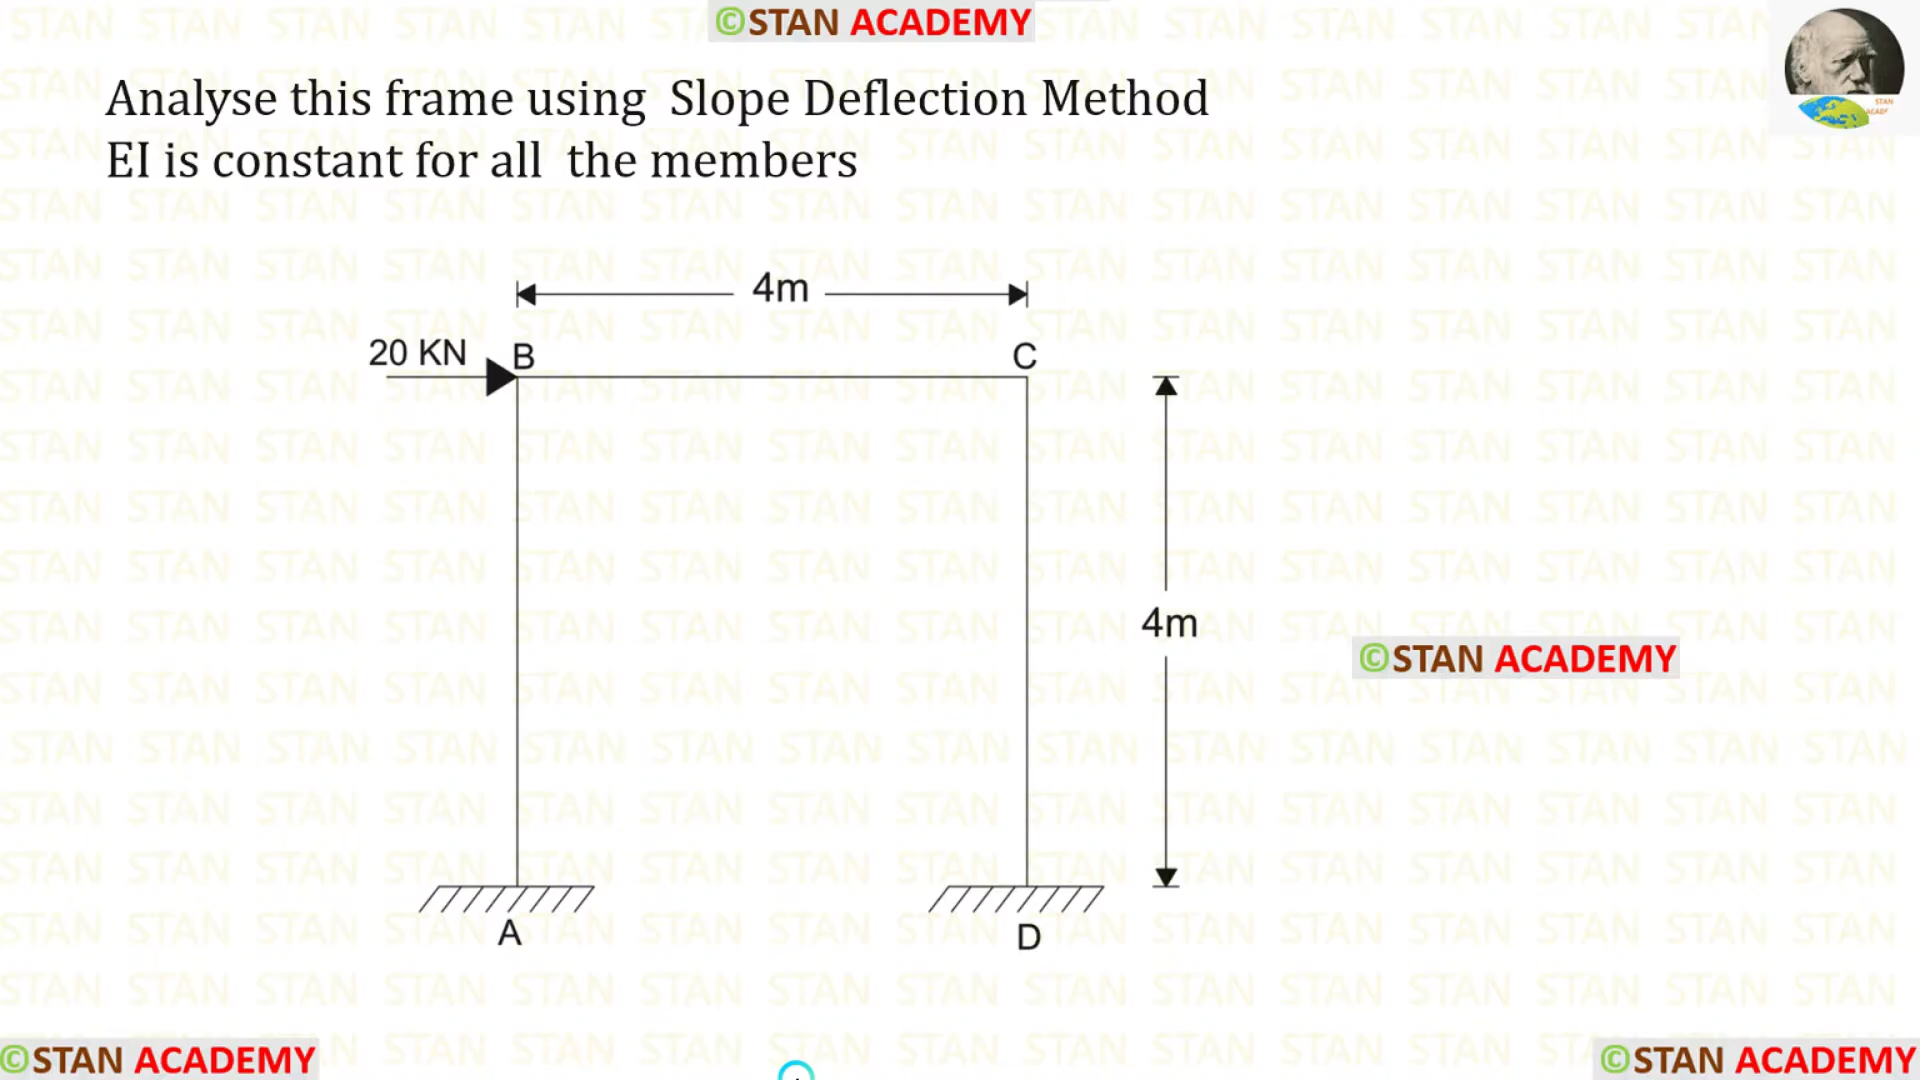 ©STAN ACADEMY
Analyse this frame using Slope Deflection Method
EI is constant for all the members
4m
20 KN
B
C
4m
©STAN ACADEMY
A
D
©STAN ACADEMY
©STAN ACADEMY